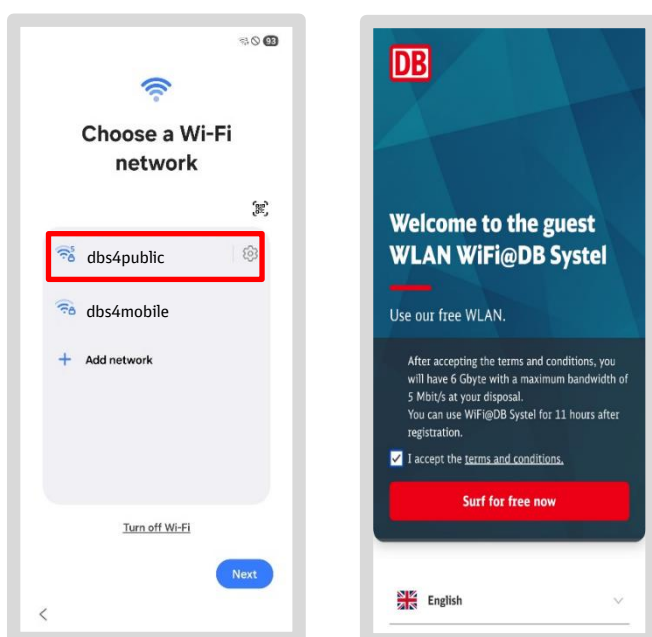 93
Choose a Wi-Fi
network
5
dbs4public
dbs4mobile
+ Add network
Turn off Wi-Fi
Next
DB
Welcome to the guest
WLAN WiFi@DB Systel
Use our free WLAN.
After accepting the terms and conditions, you
will have 6 Gbyte with a maximum bandwidth of
5 Mbit/s at your disposal.
You can use WiFi@DB Systel for 11 hours after
registration.
I accept the terms and conditions.
Surf for free now
English